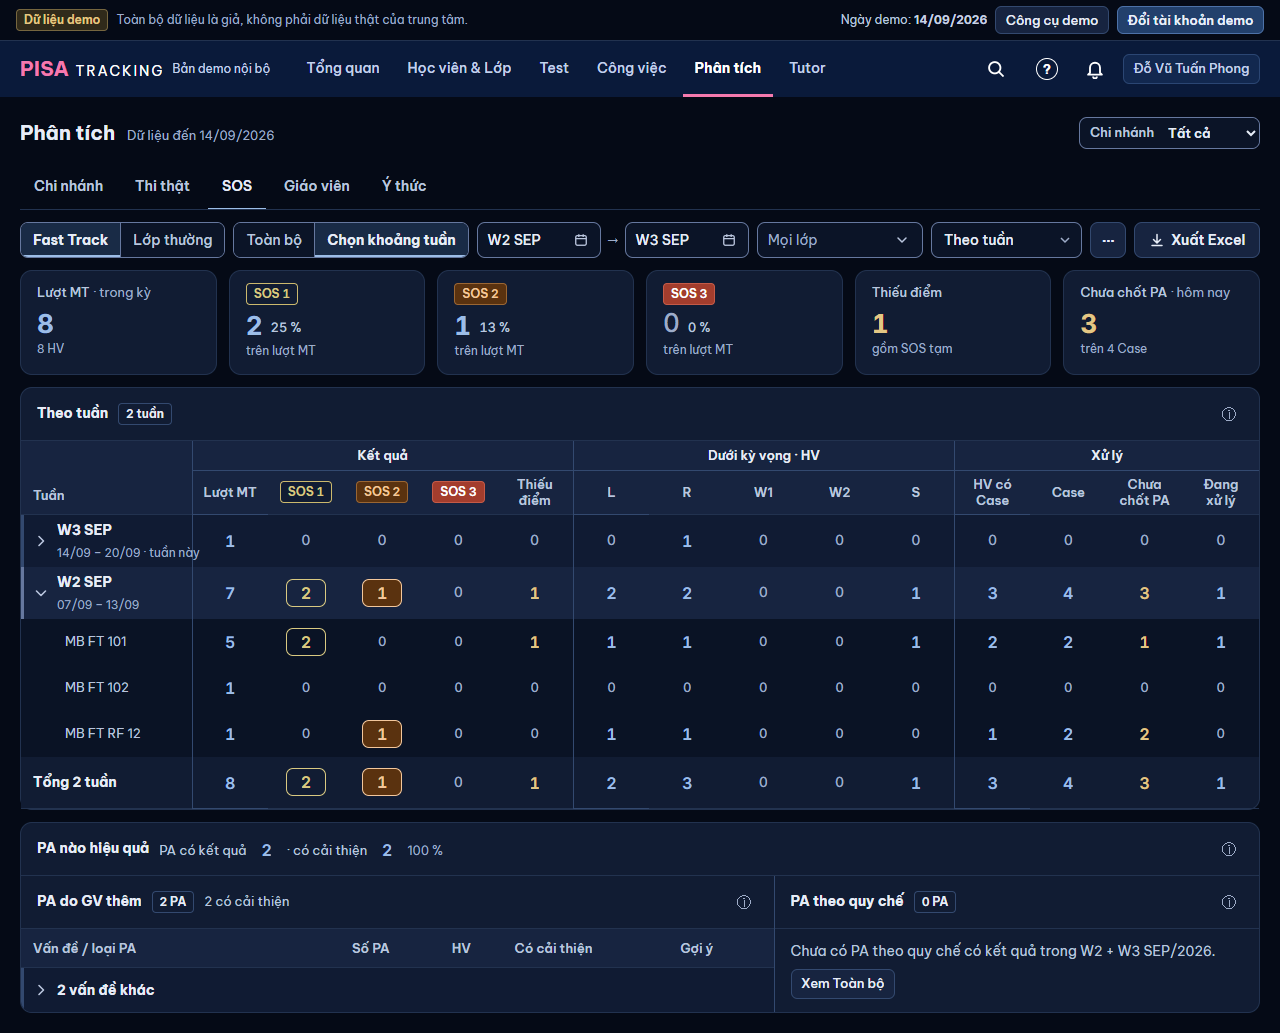 Dữ liệu demo Toàn bộ dữ liệu là giả, không phải dữ liệu thật của trung tâm. Ngày demo: 14/09/2026 Công cụ demo Đổi tài khoản demo
PISA TRACKING Bản demo nội bộ Tổng quan Học viên & Lớp Test Công việc Phân tích Tutor ? Đỗ Vũ Tuấn Phong
Phân tích Dữ liệu đến 14/09/2026 Chi nhánh Tất cả
Chi nhánh Thi thật SOS Giáo viên Ý thức
Fast Track Lớp thường Toàn bộ Chọn khoảng tuần W2 SEP → W3 SEP Mọi lớp Theo tuần ... Xuất Excel
Lượt MT · trong kỳ SOS 1 SOS 2 SOS 3 Thiếu điểm Chưa chốt PA · hôm nay
8 2 25 % 1 13 % 0 0 % 1 3
8 HV trên lượt MT trên lượt MT trên lượt MT gồm SOS tạm trên 4 Case
Theo tuần 2 tuần
Kết quả Dưới kỳ vọng · HV Xử lý
Tuần Lượt MT SOS 1 SOS 2 SOS 3 Thiếu điểm L R W1 W2 S HV có Case Case Chưa chốt PA Đang xử lý
W3 SEP
14/09 – 20/09 · tuần này 1 0 0 0 0 0 1 0 0 0 0 0 0 0
W2 SEP
07/09 – 13/09 7 2 1 0 1 2 2 0 0 1 3 4 3 1
MB FT 101 5 2 0 0 1 1 1 0 0 1 2 2 1 1
MB FT 102 1 0 0 0 0 0 0 0 0 0 0 0 0 0
MB FT RF 12 1 0 1 0 0 1 1 0 0 0 1 2 2 0
Tổng 2 tuần 8 2 1 0 1 2 3 0 0 1 3 4 3 1
PA nào hiệu quả PA có kết quả 2 · có cải thiện 2 100 %
PA do GV thêm 2 PA 2 có cải thiện
Vấn đề / loại PA Số PA HV Có cải thiện Gợi ý
2 vấn đề khác
PA theo quy chế 0 PA
Chưa có PA theo quy chế có kết quả trong W2 + W3 SEP/2026.
Xem Toàn bộ